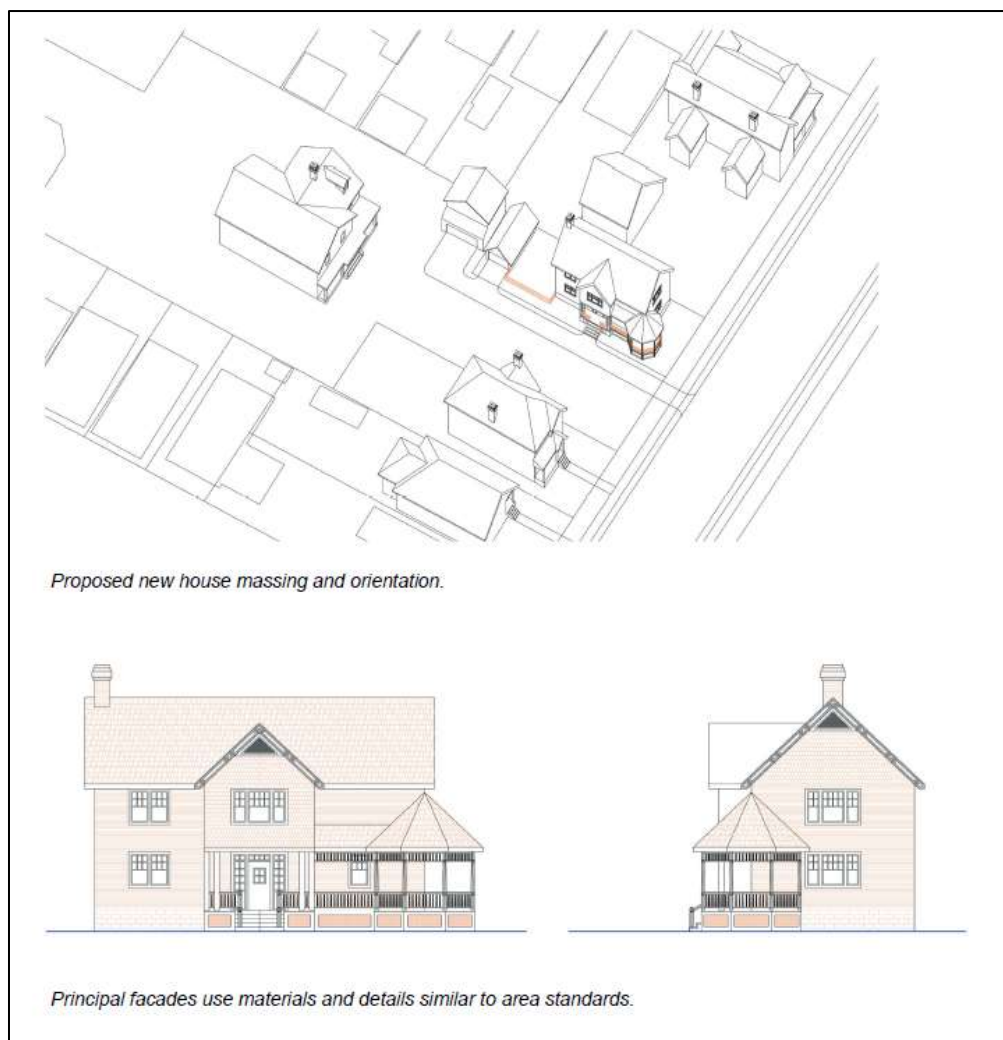 Proposed new house massing and orientation.
Principal facades use materials and details similar to area standards.